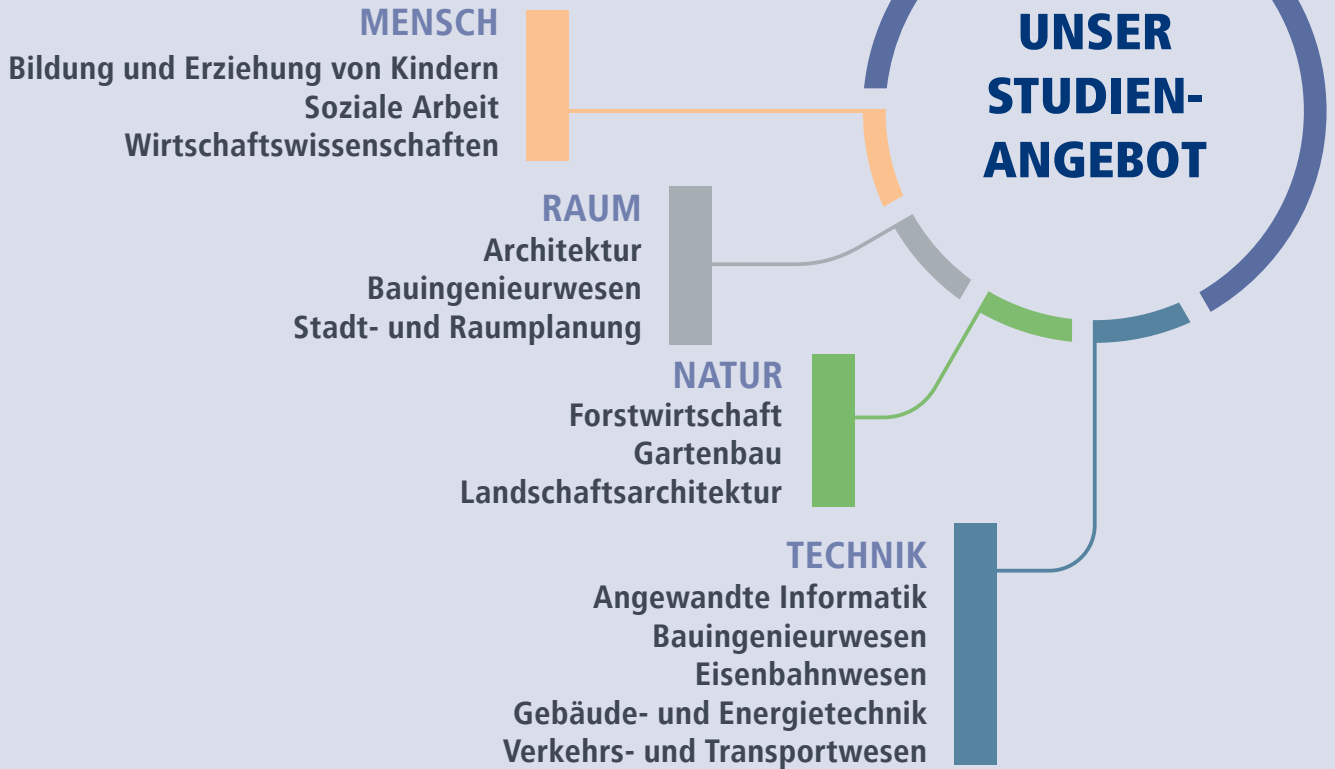 UNSER
STUDIEN-
ANGEBOT
MENSCH
Bildung und Erziehung von Kindern
Soziale Arbeit
Wirtschaftswissenschaften
RAUM
Architektur
Bauingenieurwesen
Stadt- und Raumplanung
NATUR
Forstwirtschaft
Gartenbau
Landschaftsarchitektur
TECHNIK
Angewandte Informatik
Bauingenieurwesen
Eisenbahnwesen
Gebäude- und Energietechnik
Verkehrs- und Transportwesen